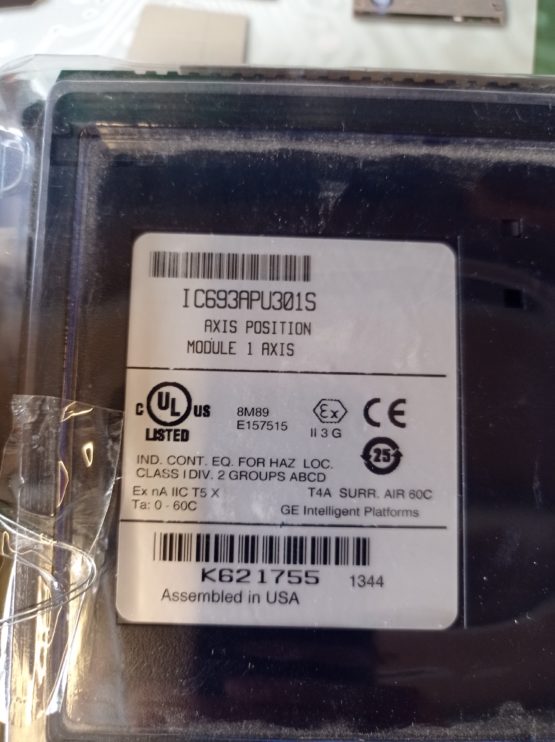 IC693APU301S
AXIS POSITION
MODULE 1 AXIS
C UL US
LISTED
8M89
E157515
Ex
II 3 G
CE
25
IND. CONT. EQ. FOR HAZ LOC.
CLASS I DIV. 2 GROUPS ABCD
Ex nA IIC T5 X
T4A SURR. AIR 60C
Ta: 0 - 60C
GE Intelligent Platforms
K621755
1344
Assembled in USA